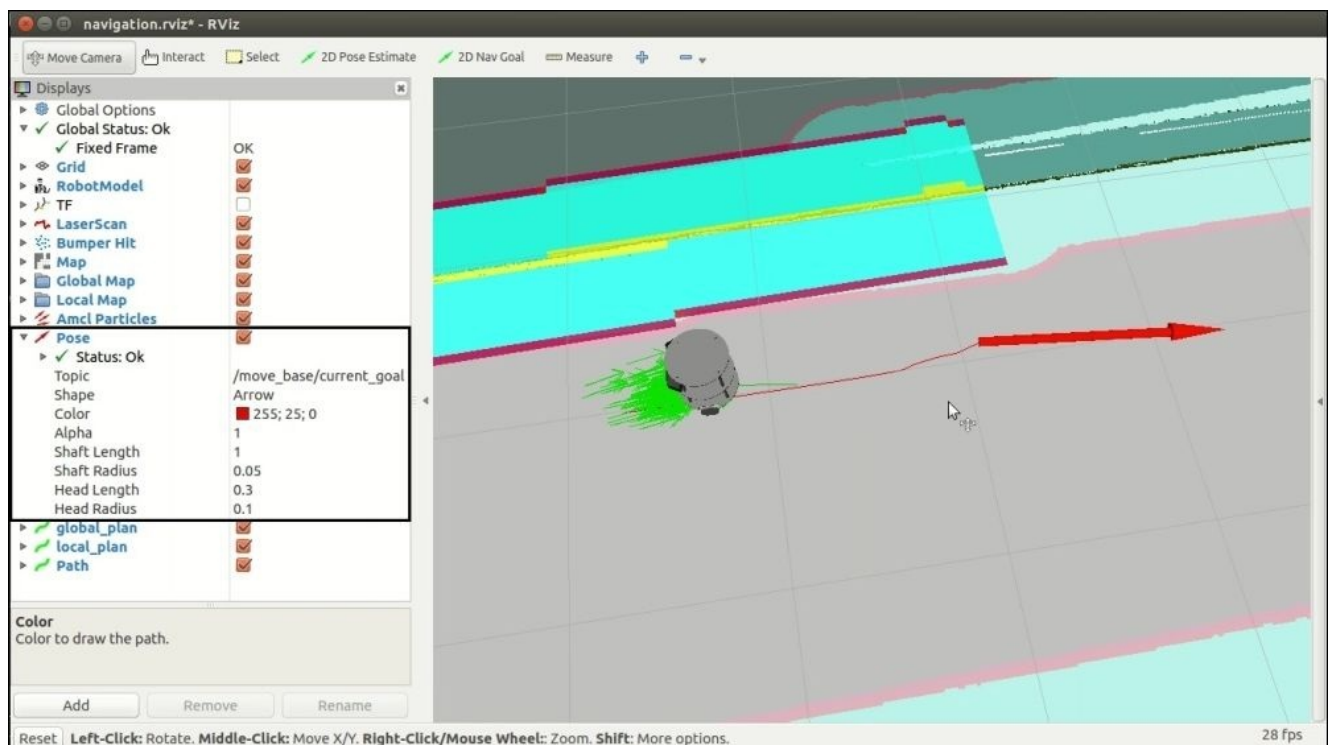 navigation.rviz* - RViz
Move Camera Interact Select 2D Pose Estimate 2D Nav Goal Measure
Displays
Global Options
Global Status: Ok
Fixed Frame OK
Grid
RobotModel
TF
LaserScan
Bumper Hit
Map
Global Map
Local Map
Amcl Particles
Pose
Status: Ok
Topic /move_base/current_goal
Shape Arrow
Color 255; 25; 0
Alpha 1
Shaft Length 1
Shaft Radius 0.05
Head Length 0.3
Head Radius 0.1
global_plan
local_plan
Path
Color
Color to draw the path.
Add Remove Rename
Reset Left-Click: Rotate. Middle-Click: Move X/Y. Right-Click/Mouse Wheel:: Zoom. Shift: More options. 28 fps